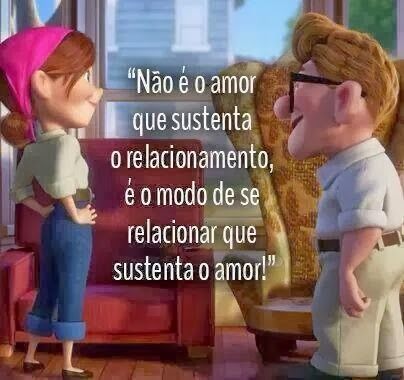 “Não é o amor
que sustenta
o relacionamento,
é o modo de se
relacionar que
sustenta o amor!”